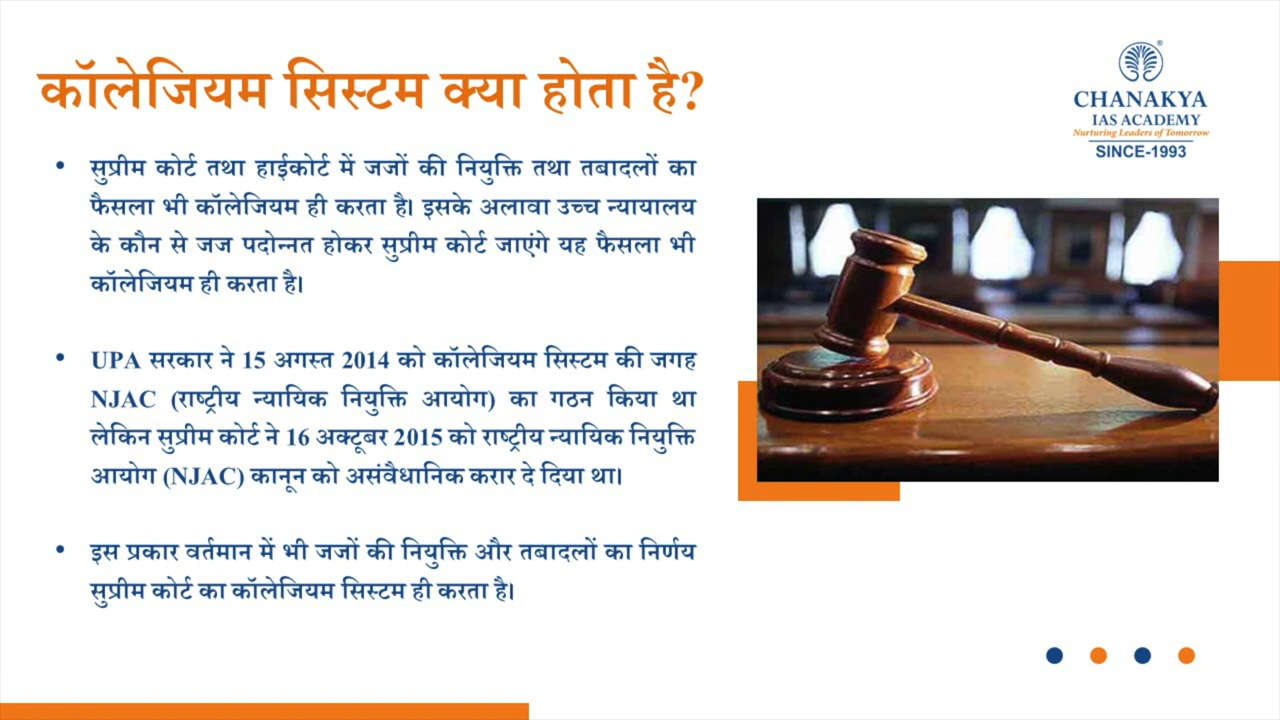 कॉलेजियम सिस्टम क्या होता है?
CHANAKYA
IAS ACADEMY
Nurturing Leaders of Tomorrow
SINCE-1993
• सुप्रीम कोर्ट तथा हाईकोर्ट में जजों की नियुक्ति तथा तबादलों का
फैसला भी कॉलेजियम ही करता है। इसके अलावा उच्च न्यायालय
के कौन से जज पदोन्नत होकर सुप्रीम कोर्ट जाएंगे यह फैसला भी
कॉलेजियम ही करता है।
• UPA सरकार ने 15 अगस्त 2014 को कॉलेजियम सिस्टम की जगह
NJAC (राष्ट्रीय न्यायिक नियुक्ति आयोग) का गठन किया था
लेकिन सुप्रीम कोर्ट ने 16 अक्टूबर 2015 को राष्ट्रीय न्यायिक नियुक्ति
आयोग (NJAC) कानून को असंवैधानिक करार दे दिया था।
• इस प्रकार वर्तमान में भी जजों की नियुक्ति और तबादलों का निर्णय
सुप्रीम कोर्ट का कॉलेजियम सिस्टम ही करता है।